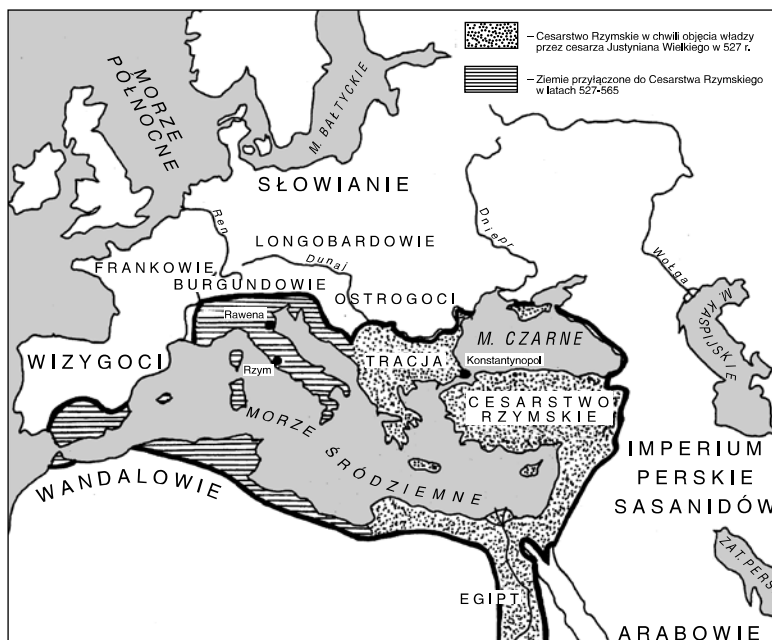 – Cesarstwo Rzymskie w chwili objęcia władzy
przez cesarza Justyniana Wielkiego w 527 r.
– Ziemie przyłączone do Cesarstwa Rzymskiego
w latach 527-565
MORZE
PÓŁNOCNE
M. BAŁTYCKIE
SŁOWIANIE
Ren
Dniepr
LONGOBARDOWIE
Dunaj
Wołga
FRANKOWIE
BURGUNDOWIE
OSTROGOCI
M. KASPIJSKIE
Rawena
M. CZARNE
WIZYGOCI
TRACJA
Konstantynopol
Rzym
CESARSTWO
RZYMSKIE
MORZE ŚRÓDZIEMNE
IMPERIUM
PERSKIE
SASANIDÓW
WANDALOWIE
ZAT. PERS
EGIPT
ARABOWIE